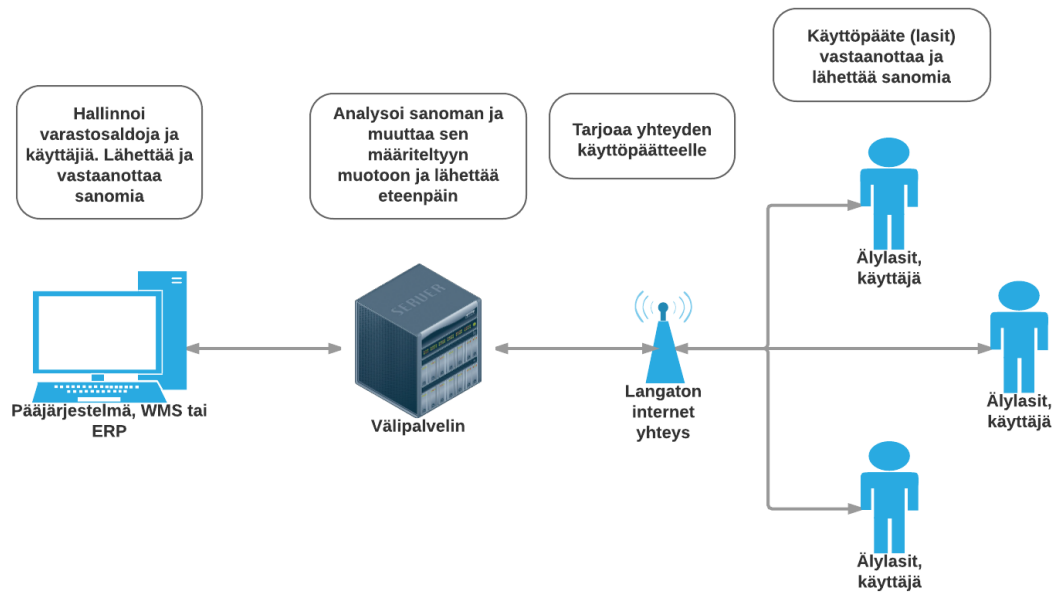 Hallinnoi
varastosaldoja ja
käyttäjiä. Lähettää ja
vastaanottaa
sanomia
Analysoi sanoman ja
muuttaa sen
määriteltyyn
muotoon ja lähettää
eteenpäin
Tarjoaa yhteyden
käyttöpäätteelle
Käyttöpääte (lasit)
vastaanottaa ja
lähettää sanomia
Pääjärjestelmä, WMS tai
ERP
SERVER
Välipalvelin
Langaton
internet
yhteys
Älylasit,
käyttäjä
Älylasit,
käyttäjä
Älylasit,
käyttäjä